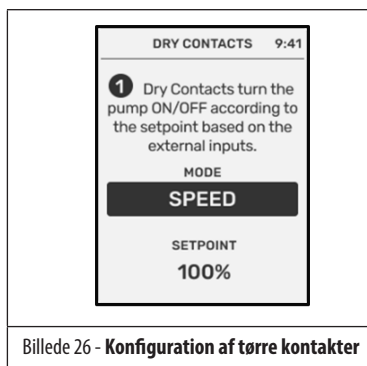 DRY CONTACTS 9:41
1 Dry Contacts turn the
pump ON/OFF according to
the setpoint based on the
external inputs.
MODE
SPEED
SETPOINT
100%
Billede 26 - Konfiguration af tørre kontakter